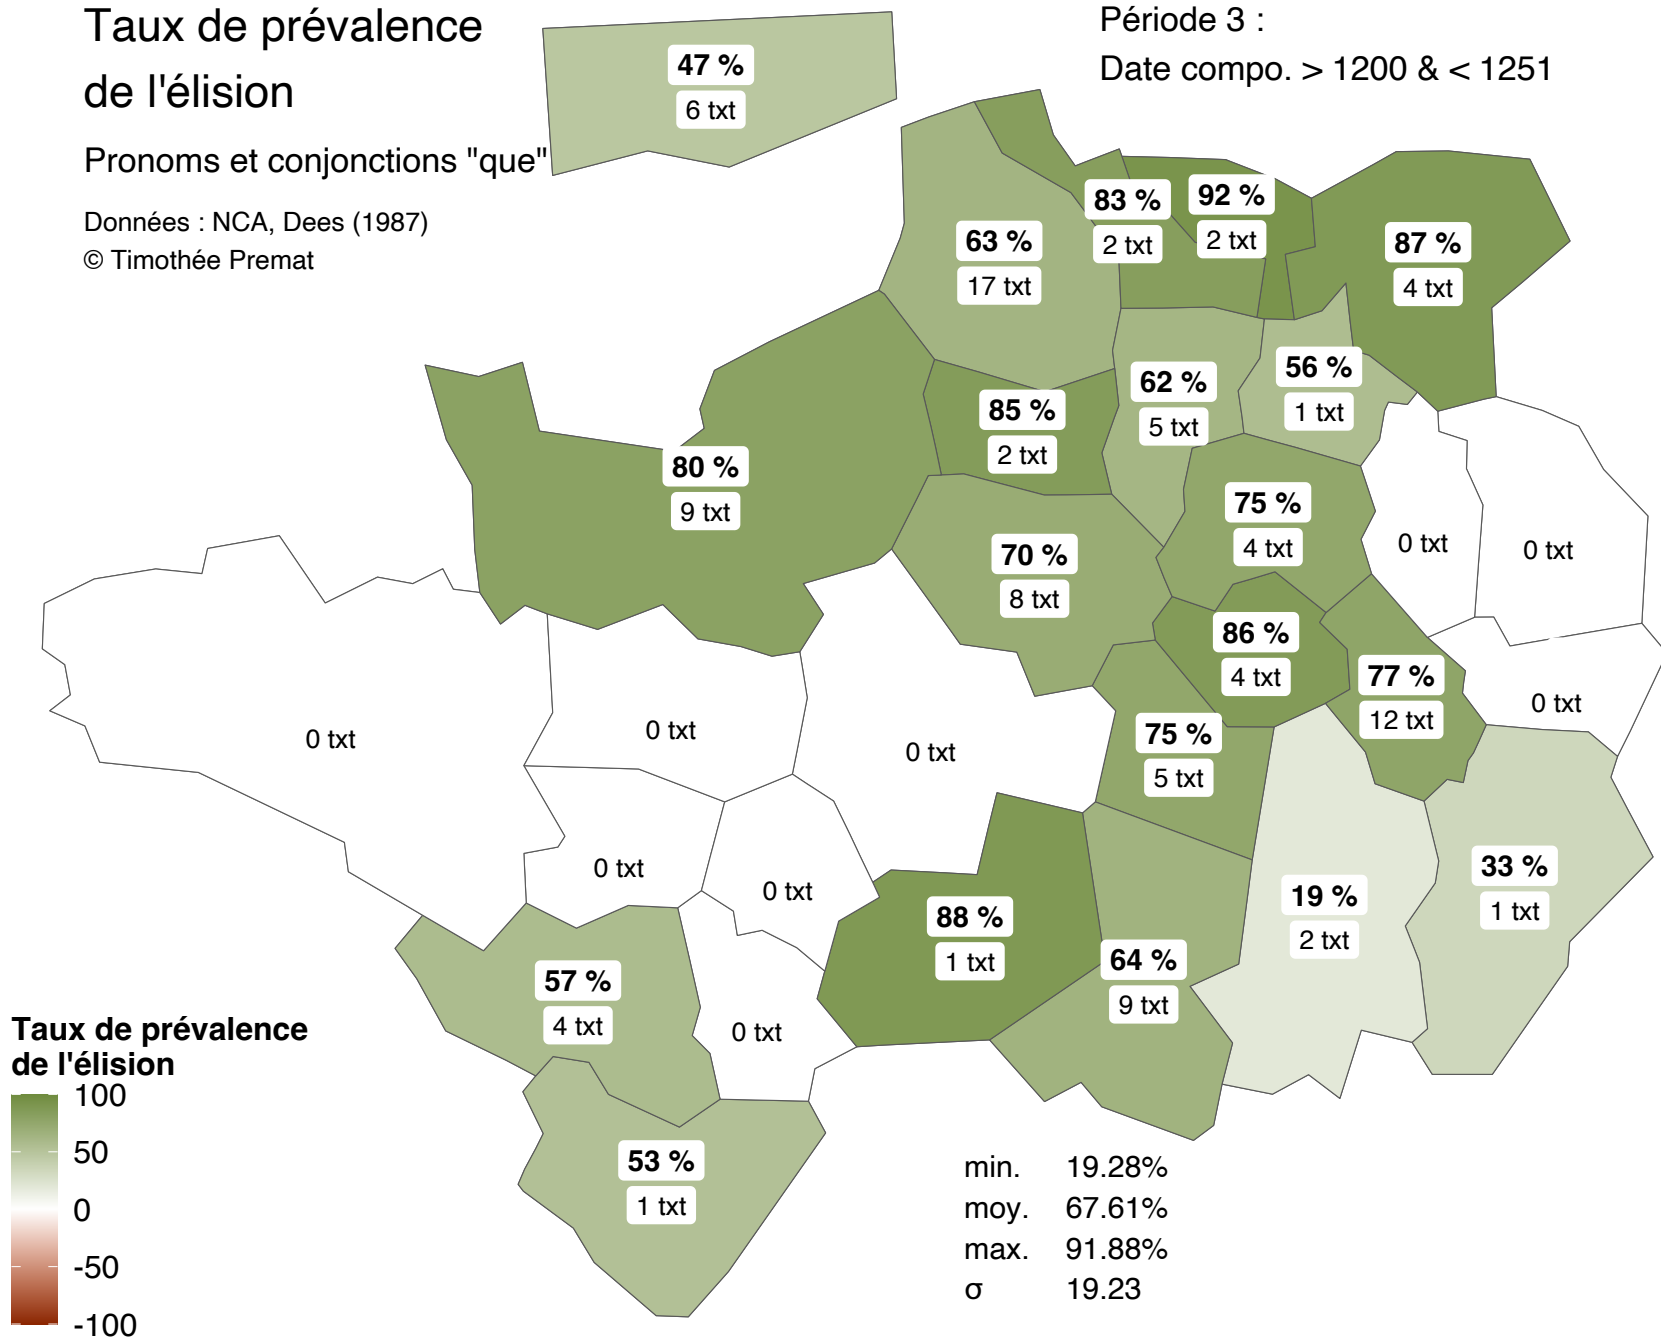 Taux de prévalence
de l'élision
Pronoms et conjonctions "que"
Données : NCA, Dees (1987)
© Timothée Premat
Période 3 :
Date compo. > 1200 & < 1251
47 %
6 txt
83 %
2 txt
92 %
2 txt
63 %
17 txt
87 %
4 txt
62 %
5 txt
56 %
1 txt
85 %
2 txt
80 %
9 txt
75 %
4 txt
0 txt
0 txt
70 %
8 txt
86 %
4 txt
77 %
12 txt
0 txt
0 txt
0 txt
0 txt
75 %
5 txt
0 txt
0 txt
33 %
1 txt
19 %
2 txt
88 %
1 txt
64 %
9 txt
57 %
4 txt
0 txt
53 %
1 txt
Taux de prévalence
de l'élision
100
50
0
-50
-100
min. 19.28%
moy. 67.61%
max. 91.88%
σ 19.23